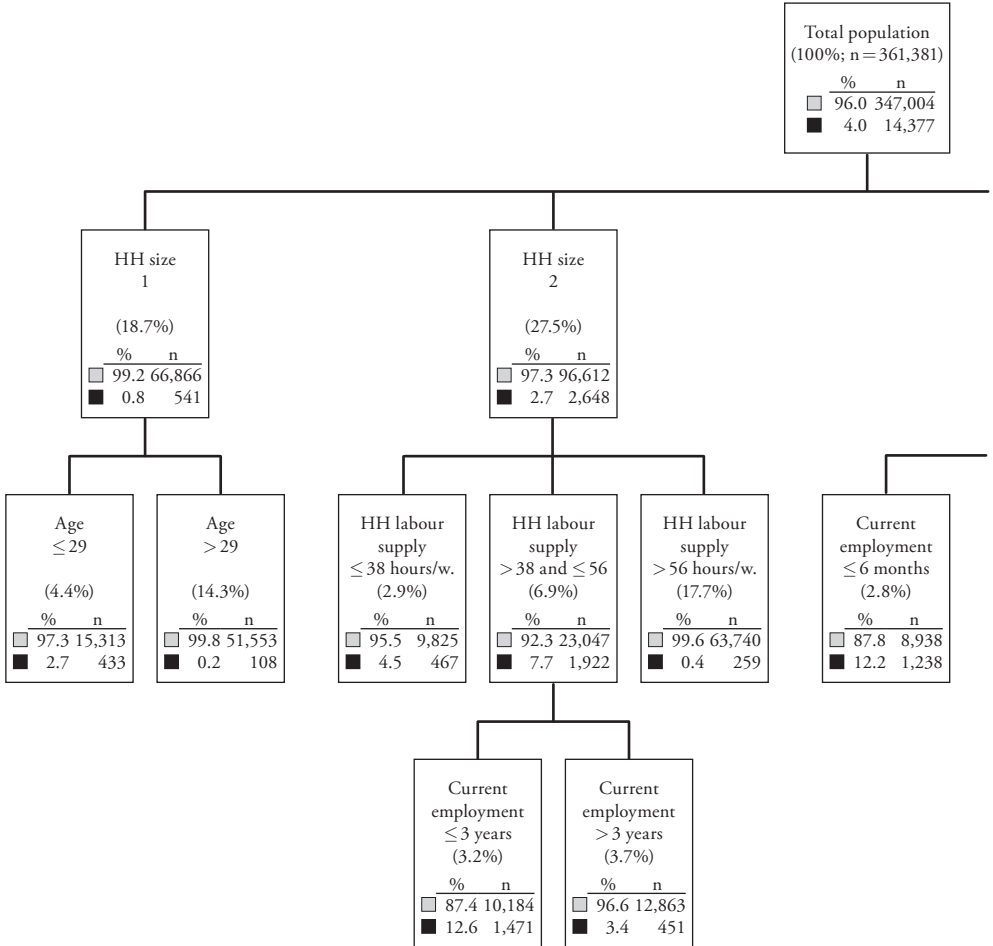 Total population
(100%; n = 361,381)
% n
96.0 347,004
4.0 14,377
HH size
1
(18.7%)
% n
99.2 66,866
0.8 541
HH size
2
(27.5%)
% n
97.3 96,612
2.7 2,648
Age
≤ 29
(4.4%)
% n
97.3 15,313
2.7 433
Age
> 29
(14.3%)
% n
99.8 51,553
0.2 108
HH labour
supply
≤ 38 hours/w.
(2.9%)
% n
95.5 9,825
4.5 467
HH labour
supply
> 38 and ≤ 56
(6.9%)
% n
92.3 23,047
7.7 1,922
HH labour
supply
> 56 hours/w.
(17.7%)
% n
99.6 63,740
0.4 259
Current
employment
≤ 6 months
(2.8%)
% n
87.8 8,938
12.2 1,238
Current
employment
≤ 3 years
(3.2%)
% n
87.4 10,184
12.6 1,471
Current
employment
> 3 years
(3.7%)
% n
96.6 12,863
3.4 451